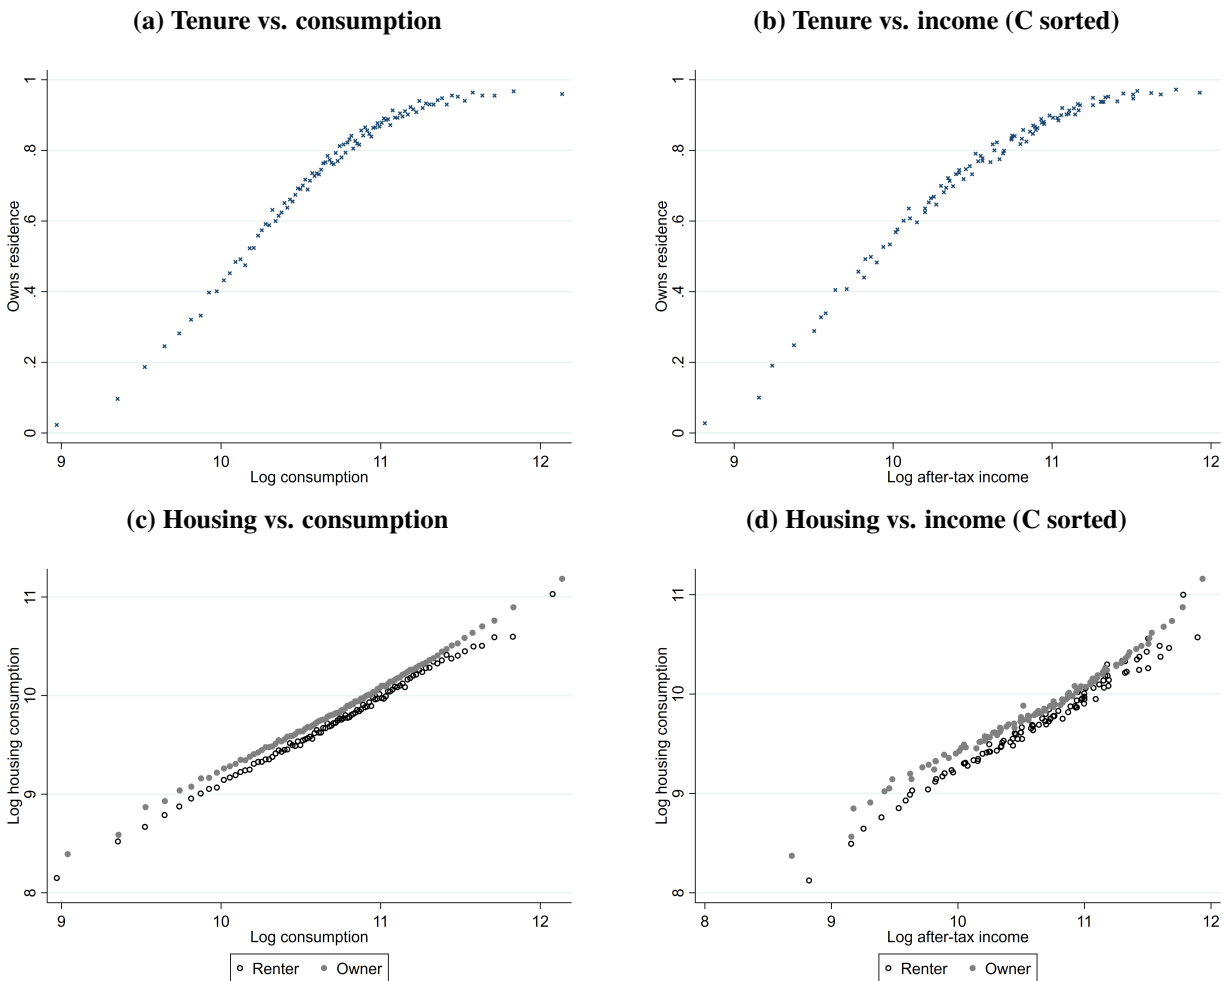 (a) Tenure vs. consumption
Owns residence
0 .2 .4 .6 .8 1
9 10 11 12
Log consumption
(b) Tenure vs. income (C sorted)
Owns residence
0 .2 .4 .6 .8 1
9 10 11 12
Log after-tax income
(c) Housing vs. consumption
Log housing consumption
8 9 10 11
9 10 11 12
Log consumption
Renter Owner
(d) Housing vs. income (C sorted)
Log housing consumption
8 9 10 11
8 9 10 11 12
Log after-tax income
Renter Owner